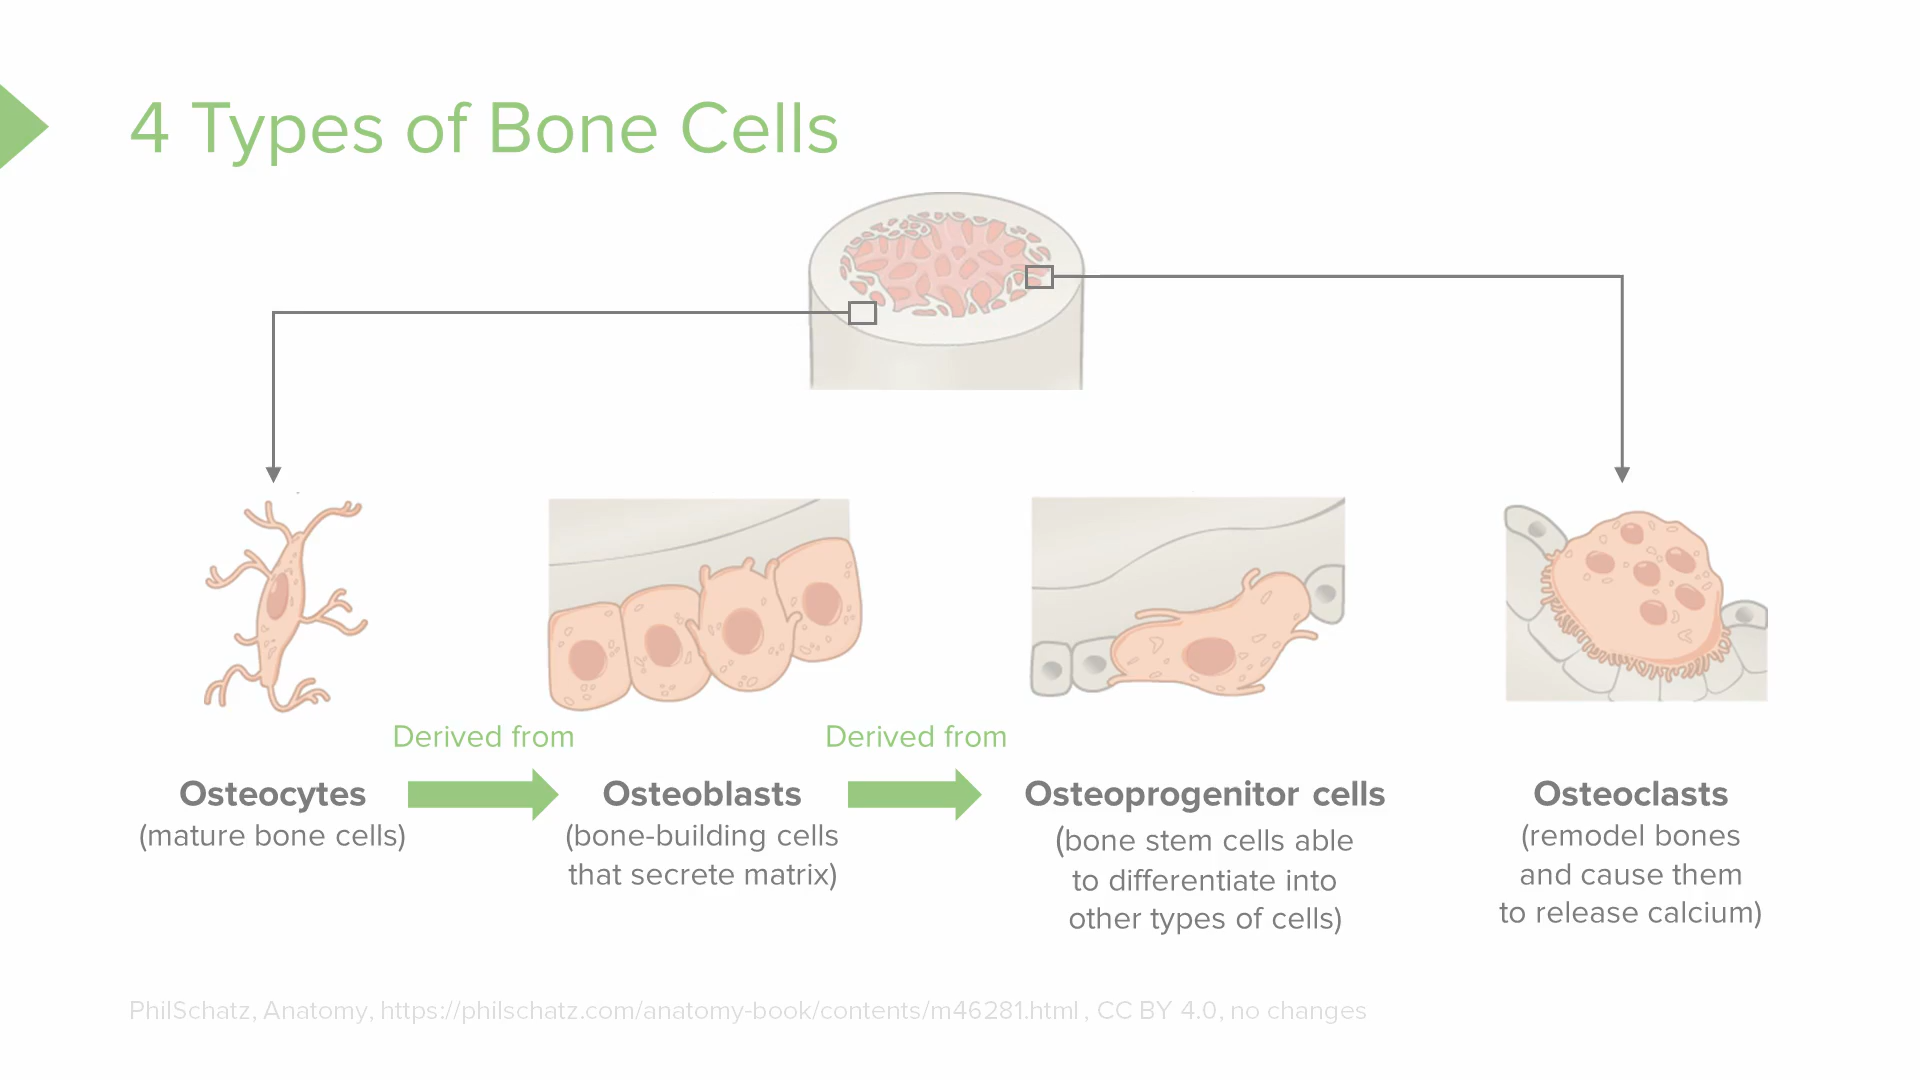 4 Types of Bone Cells
Derived from
Derived from
Osteocytes
(mature bone cells)
Osteoblasts
(bone-building cells
that secrete matrix)
Osteoprogenitor cells
(bone stem cells able
to differentiate into
other types of cells)
Osteoclasts
(remodel bones
and cause them
to release calcium)
PhilSchatz, Anatomy, https://philschatz.com/anatomy-book/contents/m46281.html , CC BY 4.0, no changes